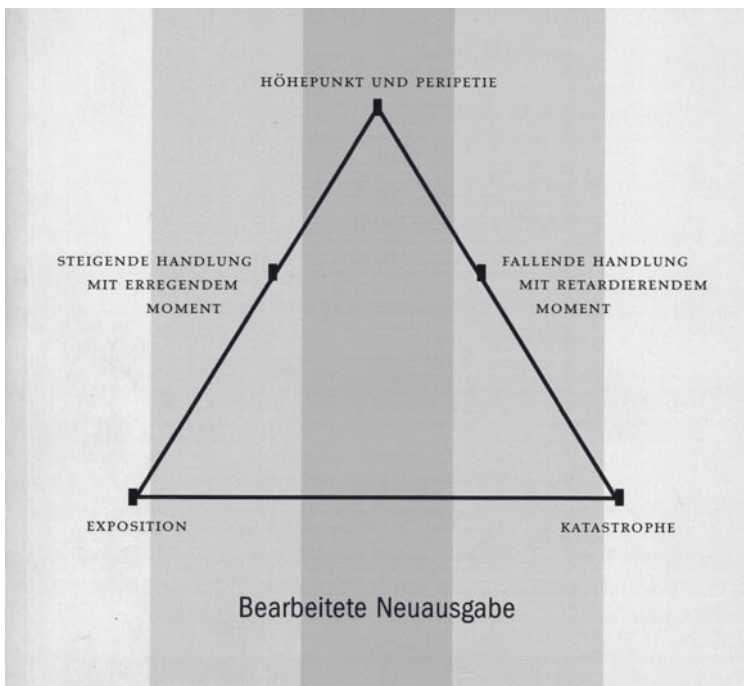 HÖHEPUNKT UND PERIPETIE
STEIGENDE HANDLUNG
MIT ERREGENDEM
MOMENT
FALLENDE HANDLUNG
MIT RETARDIERENDEM
MOMENT
EXPOSITION
KATASTROPHE
Bearbeitete Neuausgabe